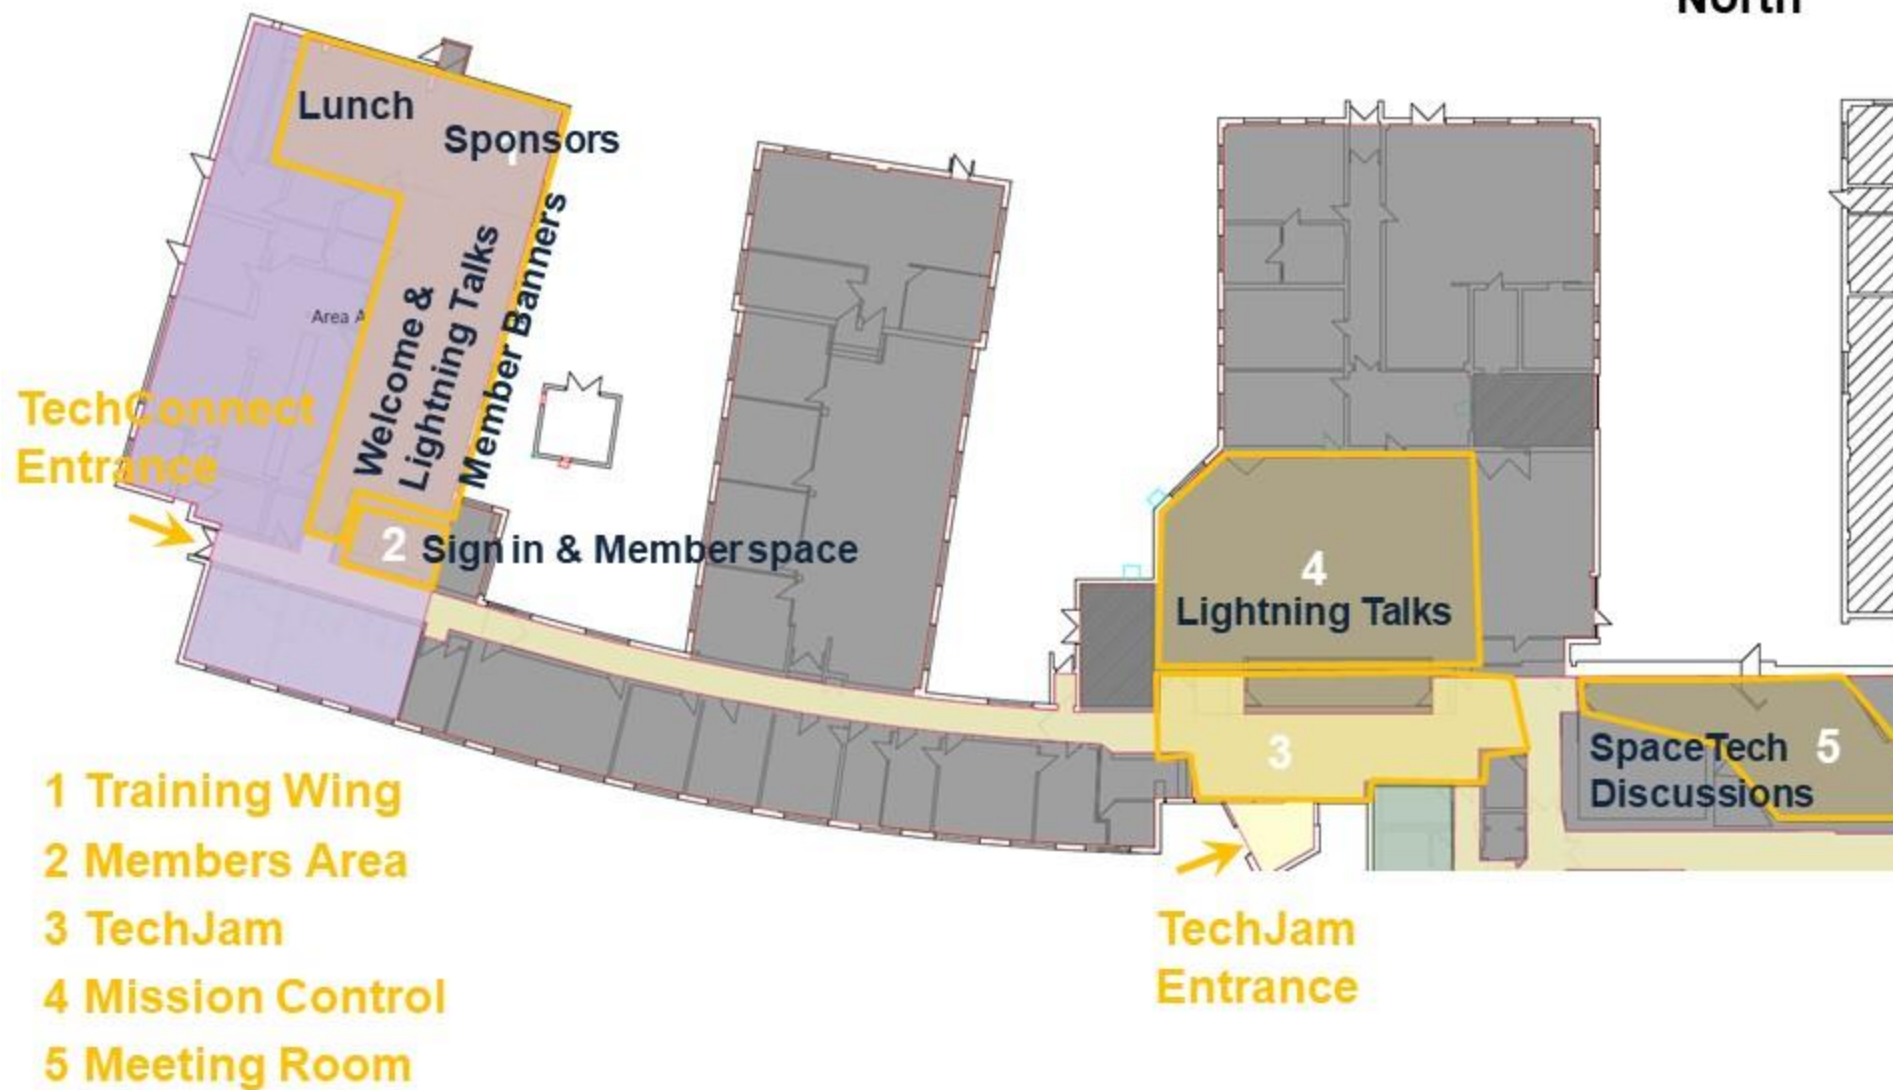 North
Lunch
Sponsors
1
Welcome &
Lightning Talks
Member Banners
Area A
TechConnect
Entrance
2
Sign in & Member space
4
Lightning Talks
3
SpaceTech
Discussions
5
TechJam
Entrance
1 Training Wing
2 Members Area
3 TechJam
4 Mission Control
5 Meeting Room